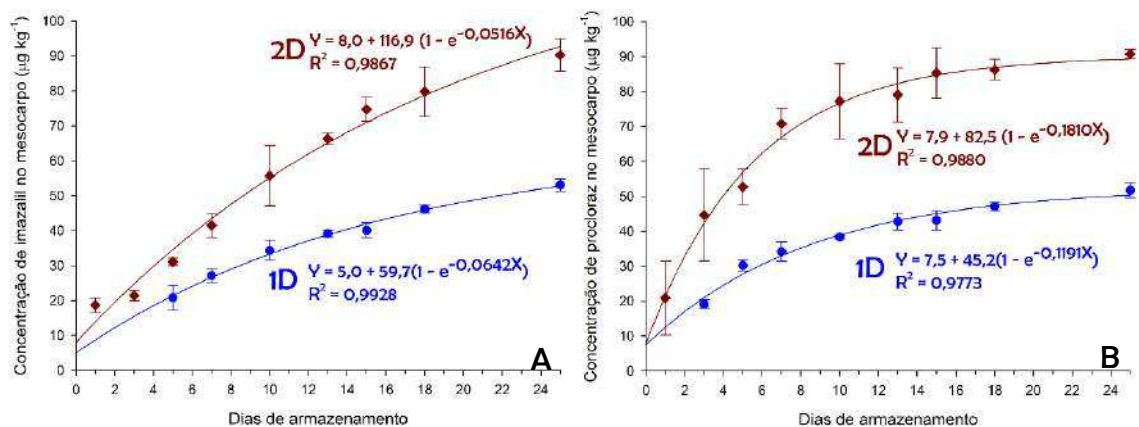 Concentração de imazalil no mesocarpo (µg kg⁻¹)
100
90
80
70
60
50
40
30
20
10
0
2D Y = 8,0 + 116,9 (1 - e^-0,0516X)
R² = 0,9867
1D Y = 5,0 + 59,7(1 - e^-0,0642X)
R² = 0,9928
A
0 2 4 6 8 10 12 14 16 18 20 22 24
Dias de armazenamento
Concentração de procloraz no mesocarpo (µg kg⁻¹)
100
90
80
70
60
50
40
30
20
10
0
2D Y = 7,9 + 82,5 (1 - e^-0,1810X)
R² = 0,9880
1D Y = 7,5 + 45,2(1 - e^-0,1191X)
R² = 0,9773
B
0 2 4 6 8 10 12 14 16 18 20 22 24
Dias de armazenamento